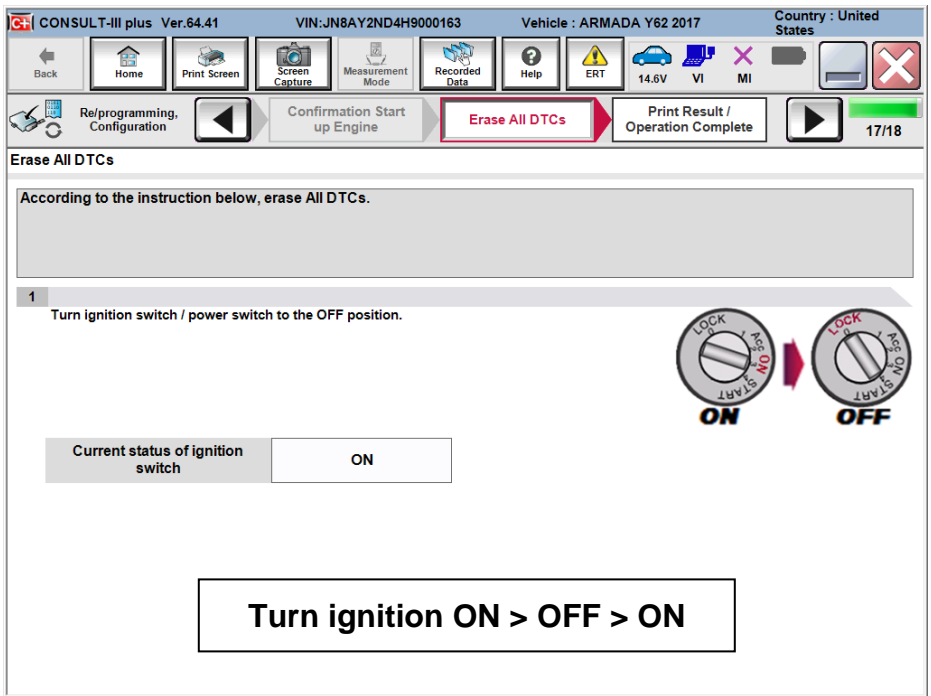 C+ CONSULT-III plus Ver.64.41 VIN:JN8AY2ND4H9000163 Vehicle : ARMADA Y62 2017 Country : United
States
Back Home Print Screen Screen
Capture Measurement
Mode Recorded
Data Help ERT 14.6V VI MI
Re/programming,
Configuration
Confirmation Start
up Engine
Erase All DTCs
Print Result /
Operation Complete
17/18
Erase All DTCs
According to the instruction below, erase All DTCs.
1
Turn ignition switch / power switch to the OFF position.
LOCK Acc ON START
LOCK Acc ON START
ON OFF
Current status of ignition
switch
ON
Turn ignition ON > OFF > ON